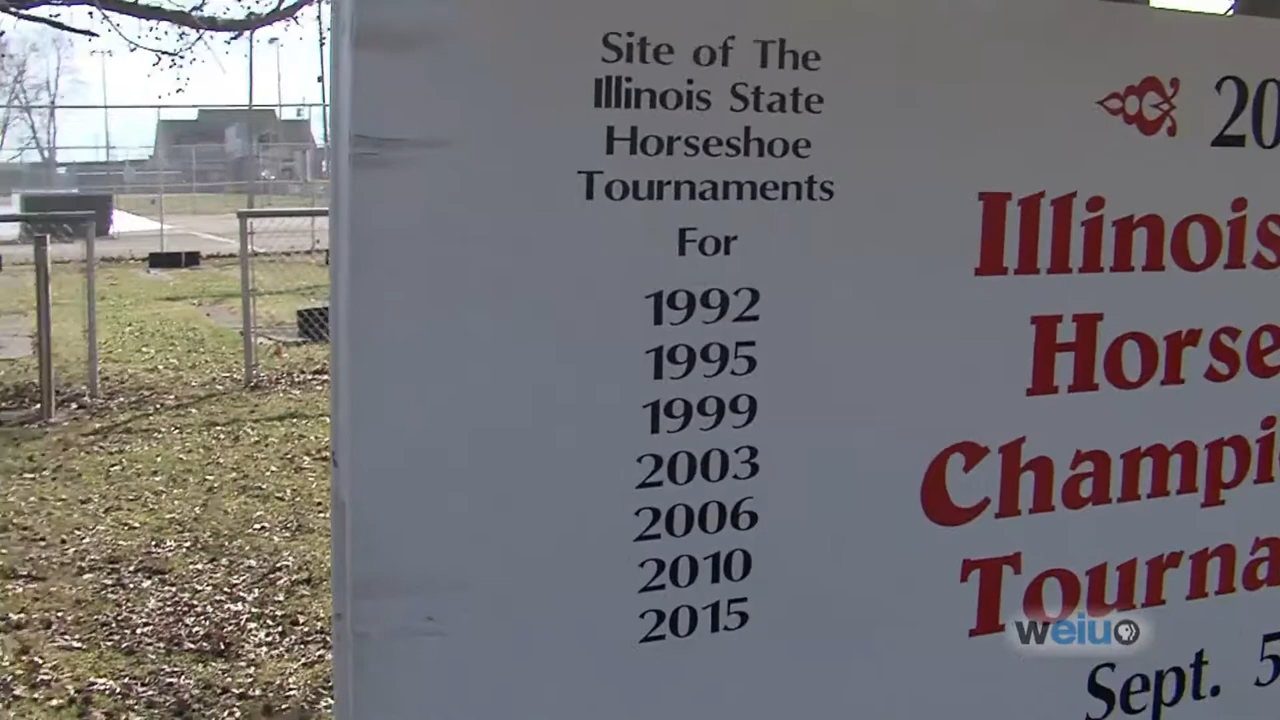 Site of The
Illinois State
Horseshoe
Tournaments
For
1992
1995
1999
2003
2006
2010
2015
20
Illinois
Horse
Champi
Tourna
Sept. 5
weiu